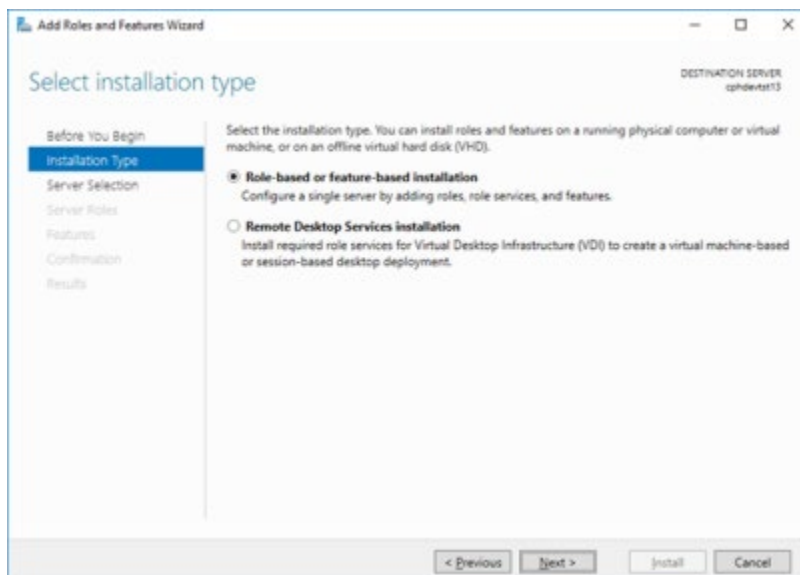 Add Roles and Features Wizard
Select installation type
DESTINATION SERVER
cphdevtst13
Before You Begin
Installation Type
Server Selection
Server Roles
Features
Confirmation
Results
Select the installation type. You can install roles and features on a running physical computer or virtual
machine, or on an offline virtual hard disk (VHD).
Role-based or feature-based installation
Configure a single server by adding roles, role services, and features.
Remote Desktop Services installation
Install required role services for Virtual Desktop Infrastructure (VDI) to create a virtual machine-based
or session-based desktop deployment.
< Previous
Next >
Install
Cancel